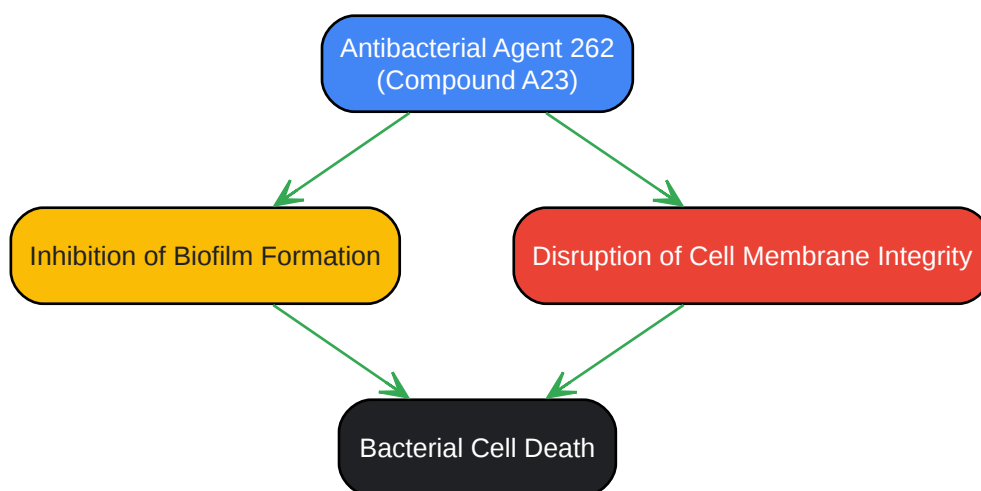 Antibacterial Agent 262
(Compound A23)
Inhibition of Biofilm Formation
Disruption of Cell Membrane Integrity
Bacterial Cell Death